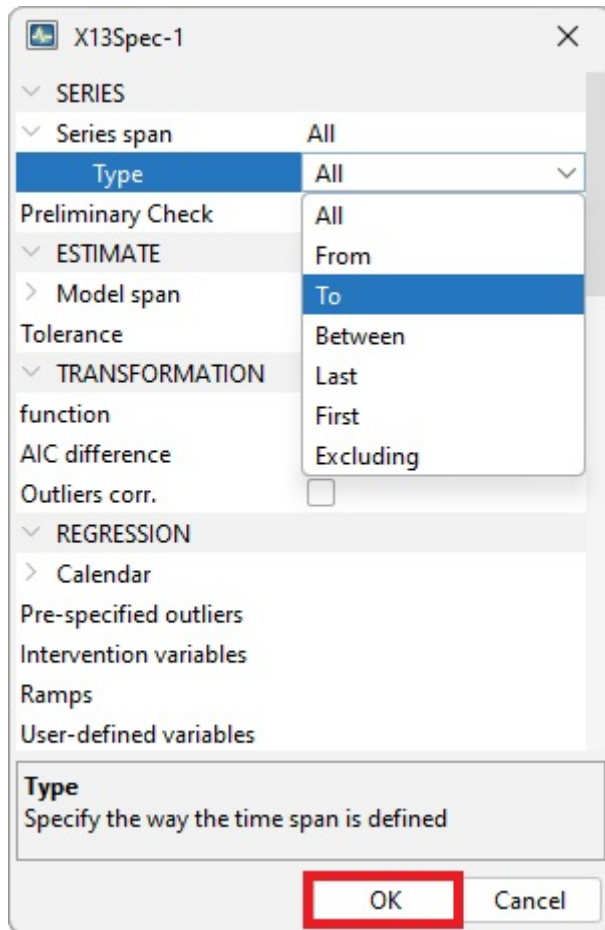 X13Spec-1
SERIES
Series span All
Type All
Preliminary Check All
ESTIMATE From
Model span To
Tolerance Between
TRANSFORMATION Last
function First
AIC difference Excluding
Outliers corr.
REGRESSION
Calendar
Pre-specified outliers
Intervention variables
Ramps
User-defined variables
Type
Specify the way the time span is defined
OK Cancel